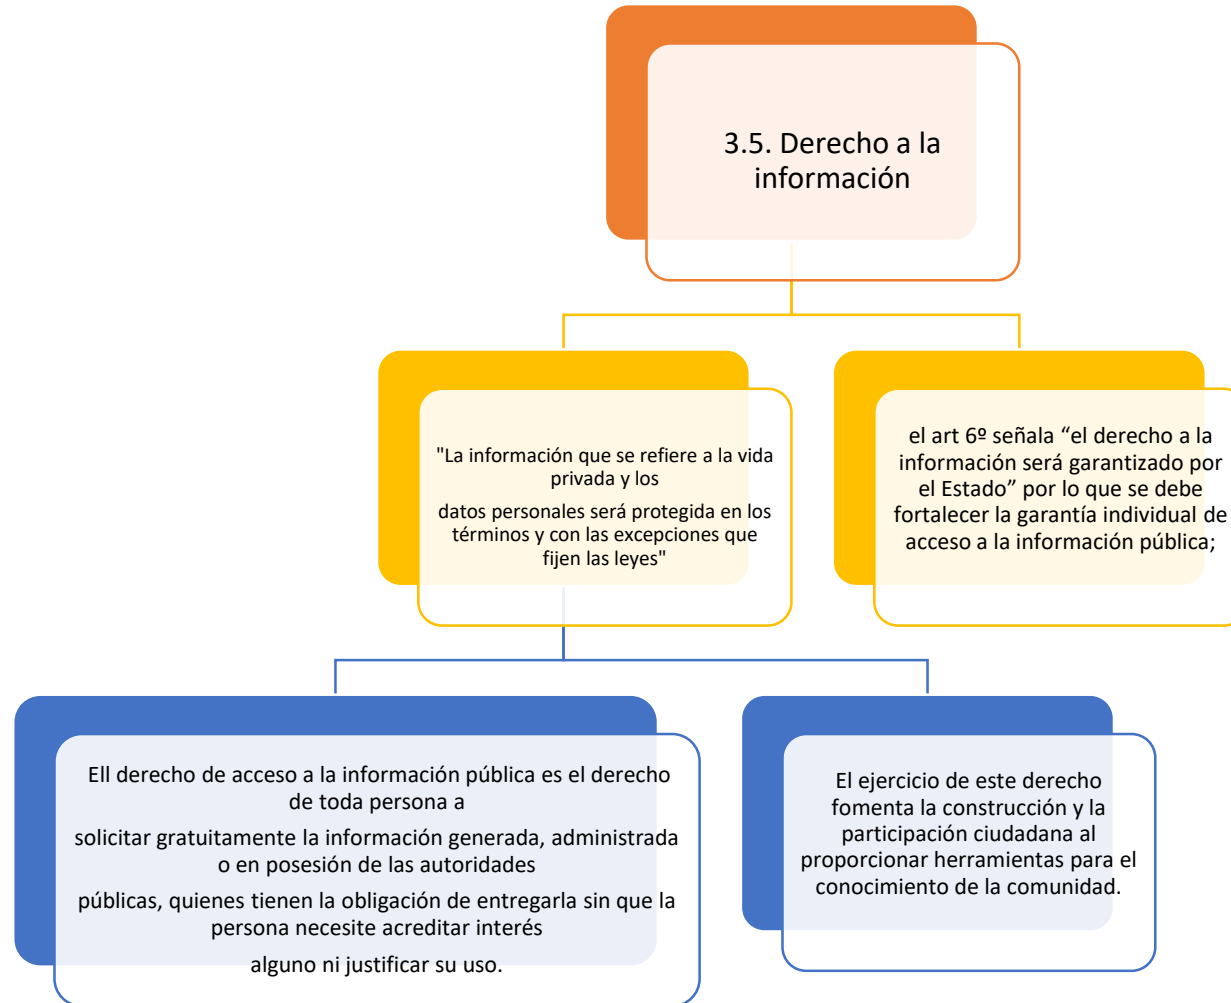 3.5. Derecho a la
información
"La información que se refiere a la vida
privada y los
datos personales será protegida en los
términos y con las excepciones que
fijen las leyes"
el art 6º señala “el derecho a la
información será garantizado por
el Estado” por lo que se debe
fortalecer la garantía individual de
acceso a la información pública;
Ell derecho de acceso a la información pública es el derecho
de toda persona a
solicitar gratuitamente la información generada, administrada
o en posesión de las autoridades
públicas, quienes tienen la obligación de entregarla sin que la
persona necesite acreditar interés
alguno ni justificar su uso.
El ejercicio de este derecho
fomenta la construcción y la
participación ciudadana al
proporcionar herramientas para el
conocimiento de la comunidad.